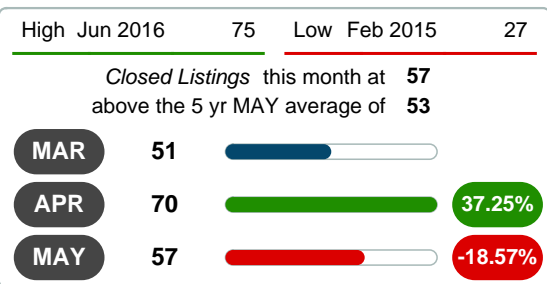 High Jun 2016 75 Low Feb 2015 27
Closed Listings this month at 57
above the 5 yr MAY average of 53
MAR 51
APR 70 37.25%
MAY 57 -18.57%